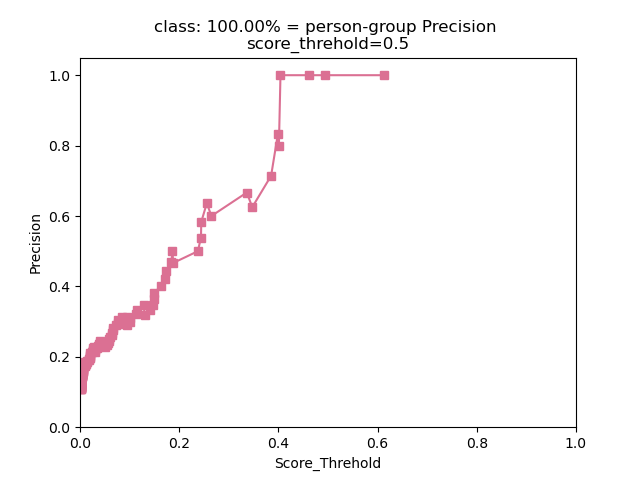 class: 100.00% = person-group Precision
score_threhold=0.5
1.0
0.8
0.6
0.4
0.2
0.0
Precision
0.0 0.2 0.4 0.6 0.8 1.0
Score_Threhold